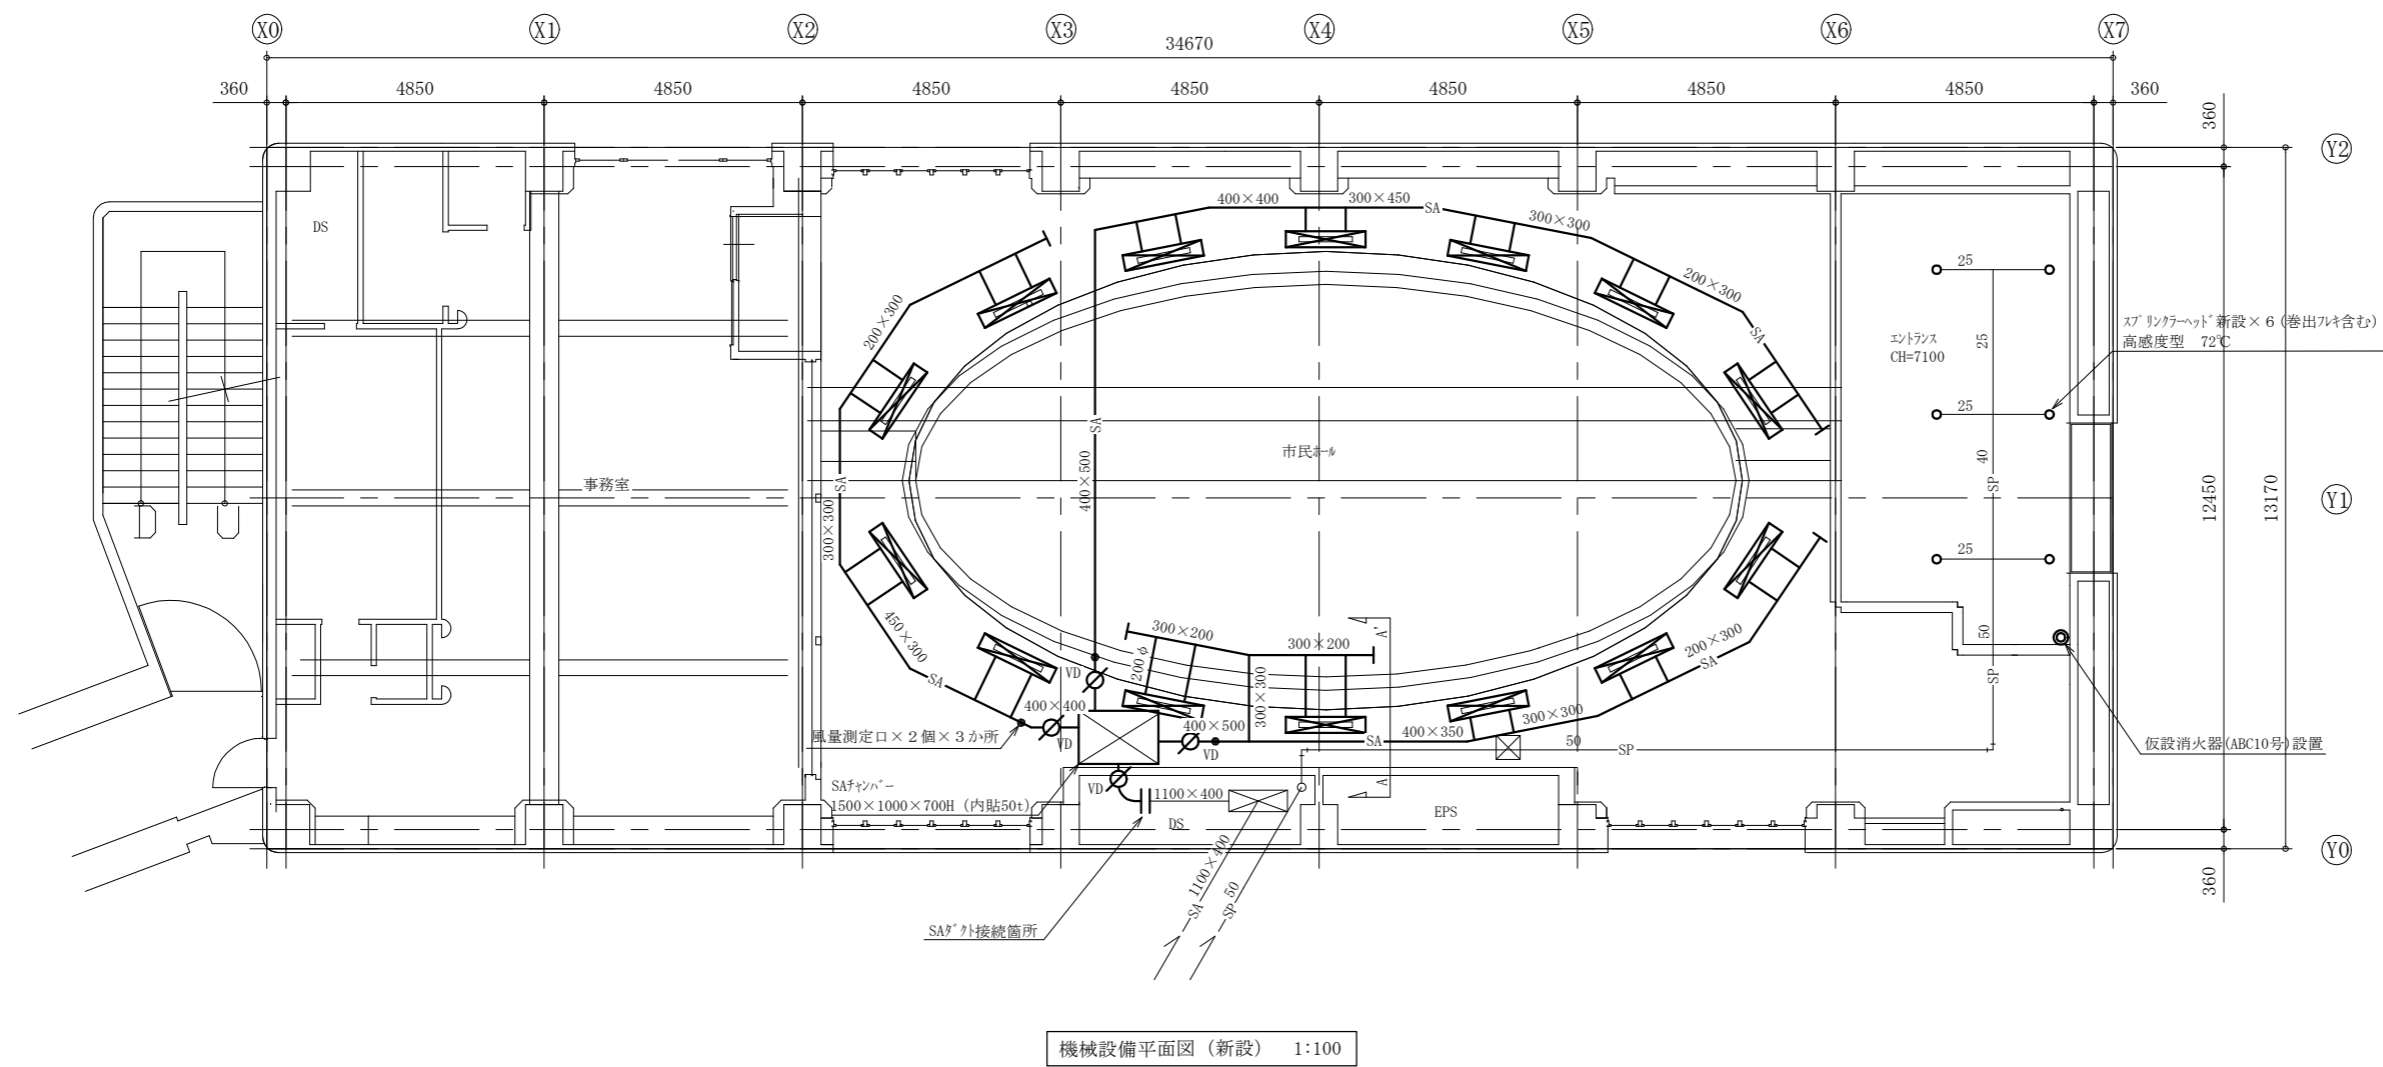 X0
X1
X2
X3
X4
X5
X6
X7
34670
360
4850
4850
4850
4850
4850
4850
4850
360
360
Y2
400×400
300×450
SA
300×300
DS
200×300
200×300
SA
25
エントランス
CH=7100
25
スプリンクラーヘッド新設×6(巻出フレキ含む)
高感度型 72℃
25
SA
市民ホール
400×500
40
SP
事務室
SA
300×300
12450
13170
Y1
25
450×300
SA
300×200
300×200
A'
200φ
300×300
VD
200×300
SA
50
SP
400×400
400×500
400×350
300×300
風量測定口×2個×3か所
VD
VD
SA
50
SP
仮設消火器(ABC10号)設置
SAチャンバー
1500×1000×700H (内貼50t)
VD
1100×400
A
DS
EPS
Y0
360
SA
1100×400
SP
50
SAダクト接続箇所
機械設備平面図(新設) 1:100